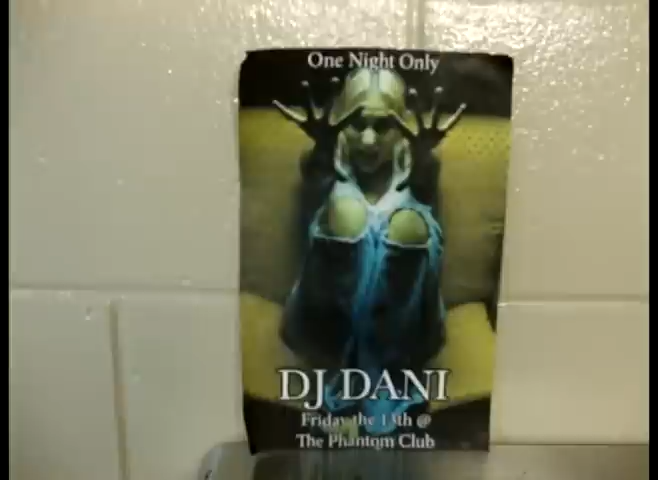 One Night Only
DJ DANI
Friday the 13th @
The Phantom Club